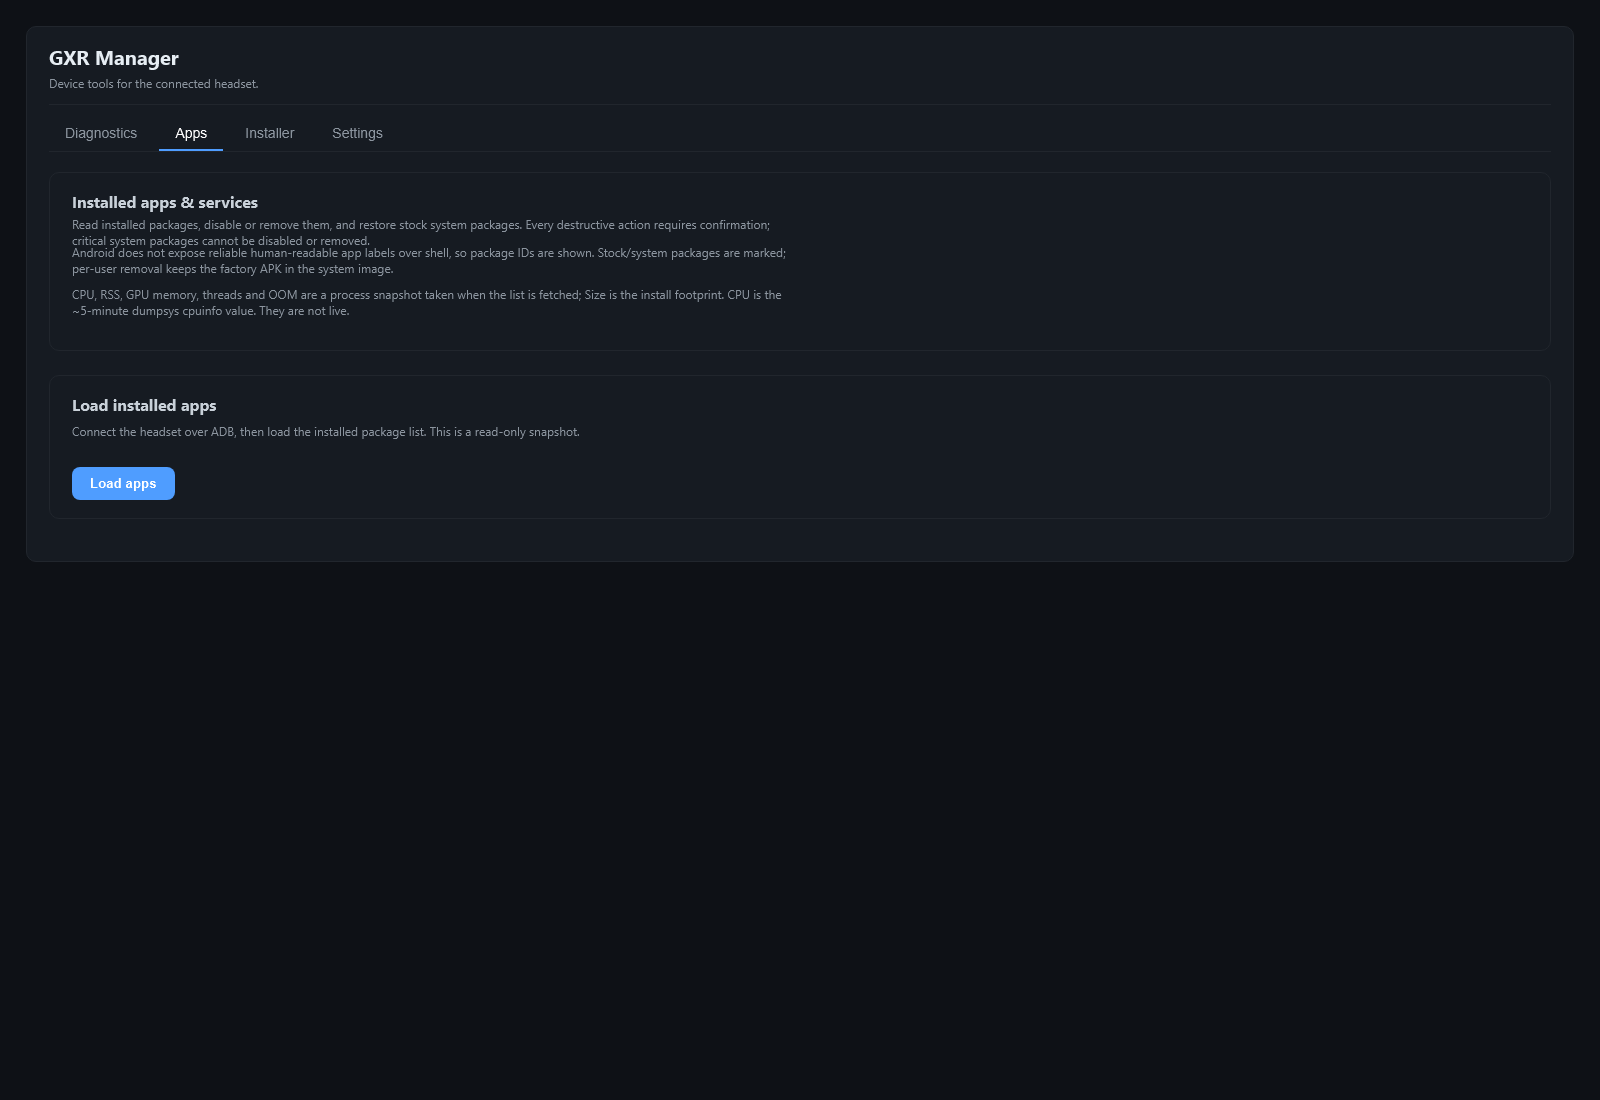 GXR Manager
Device tools for the connected headset.
Diagnostics Apps Installer Settings
Installed apps & services
Read installed packages, disable or remove them, and restore stock system packages. Every destructive action requires confirmation;
critical system packages cannot be disabled or removed.
Android does not expose reliable human-readable app labels over shell, so package IDs are shown. Stock/system packages are marked;
per-user removal keeps the factory APK in the system image.
CPU, RSS, GPU memory, threads and OOM are a process snapshot taken when the list is fetched; Size is the install footprint. CPU is the
~5-minute dumpsys cpuinfo value. They are not live.
Load installed apps
Connect the headset over ADB, then load the installed package list. This is a read-only snapshot.
Load apps